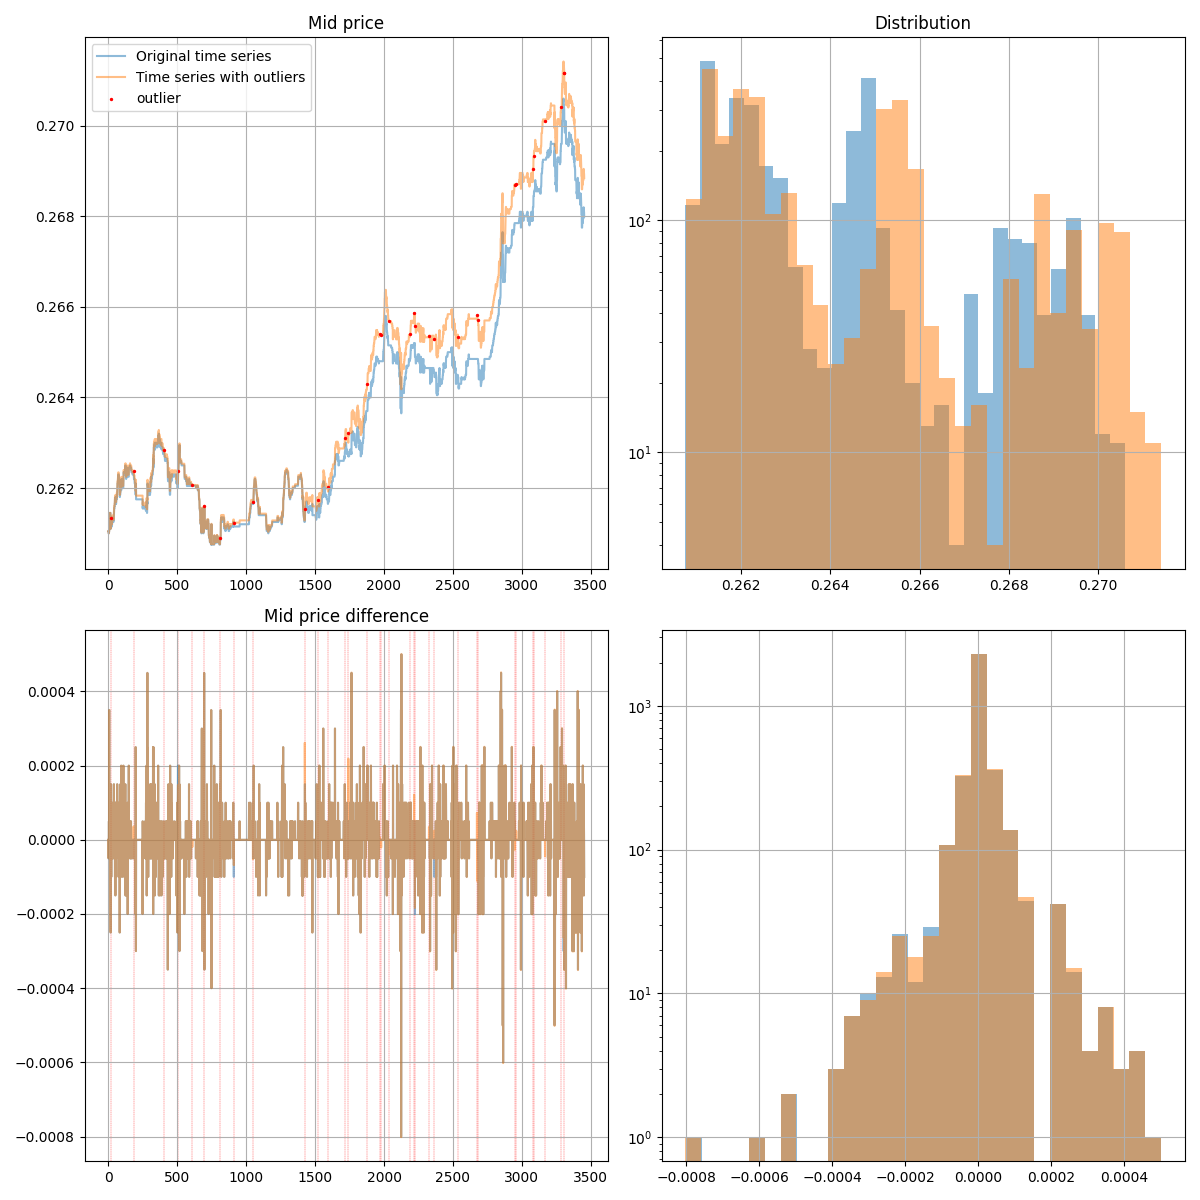 Mid price
Original time series
Time series with outliers
outlier
0.270
0.268
0.266
0.264
0.262
0 500 1000 1500 2000 2500 3000 3500
Distribution
10²
10¹
0.262 0.264 0.266 0.268 0.270
Mid price difference
0.0004
0.0002
0.0000
−0.0002
−0.0004
−0.0006
−0.0008
0 500 1000 1500 2000 2500 3000 3500
10³
10²
10¹
10⁰
−0.0008 −0.0006 −0.0004 −0.0002 0.0000 0.0002 0.0004